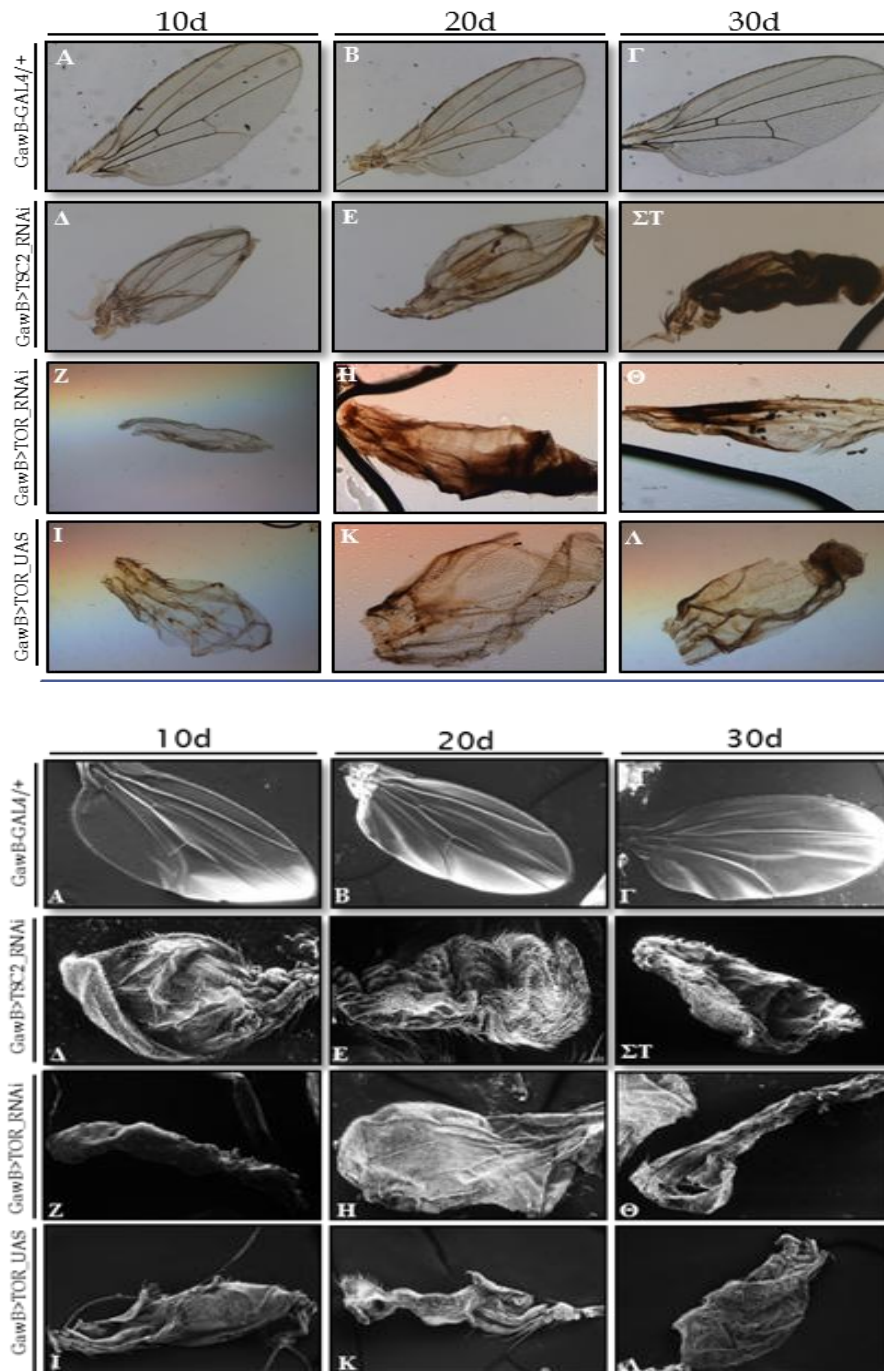 10d 20d 30d
GawB-GAL4/+
Α Β Γ
GawB>TSC2_RNAi
Δ Ε ΣΤ
GawB>TOR_RNAi
Ζ Η Θ
GawB>TOR_UAS
Ι Κ Λ
10d 20d 30d
GawB-GAL4/+
Α Β Γ
GawB>TSC2_RNAi
Δ Ε ΣΤ
GawB>TOR_RNAi
Ζ Η Θ
GawB>TOR_UAS
Ι Κ Λ